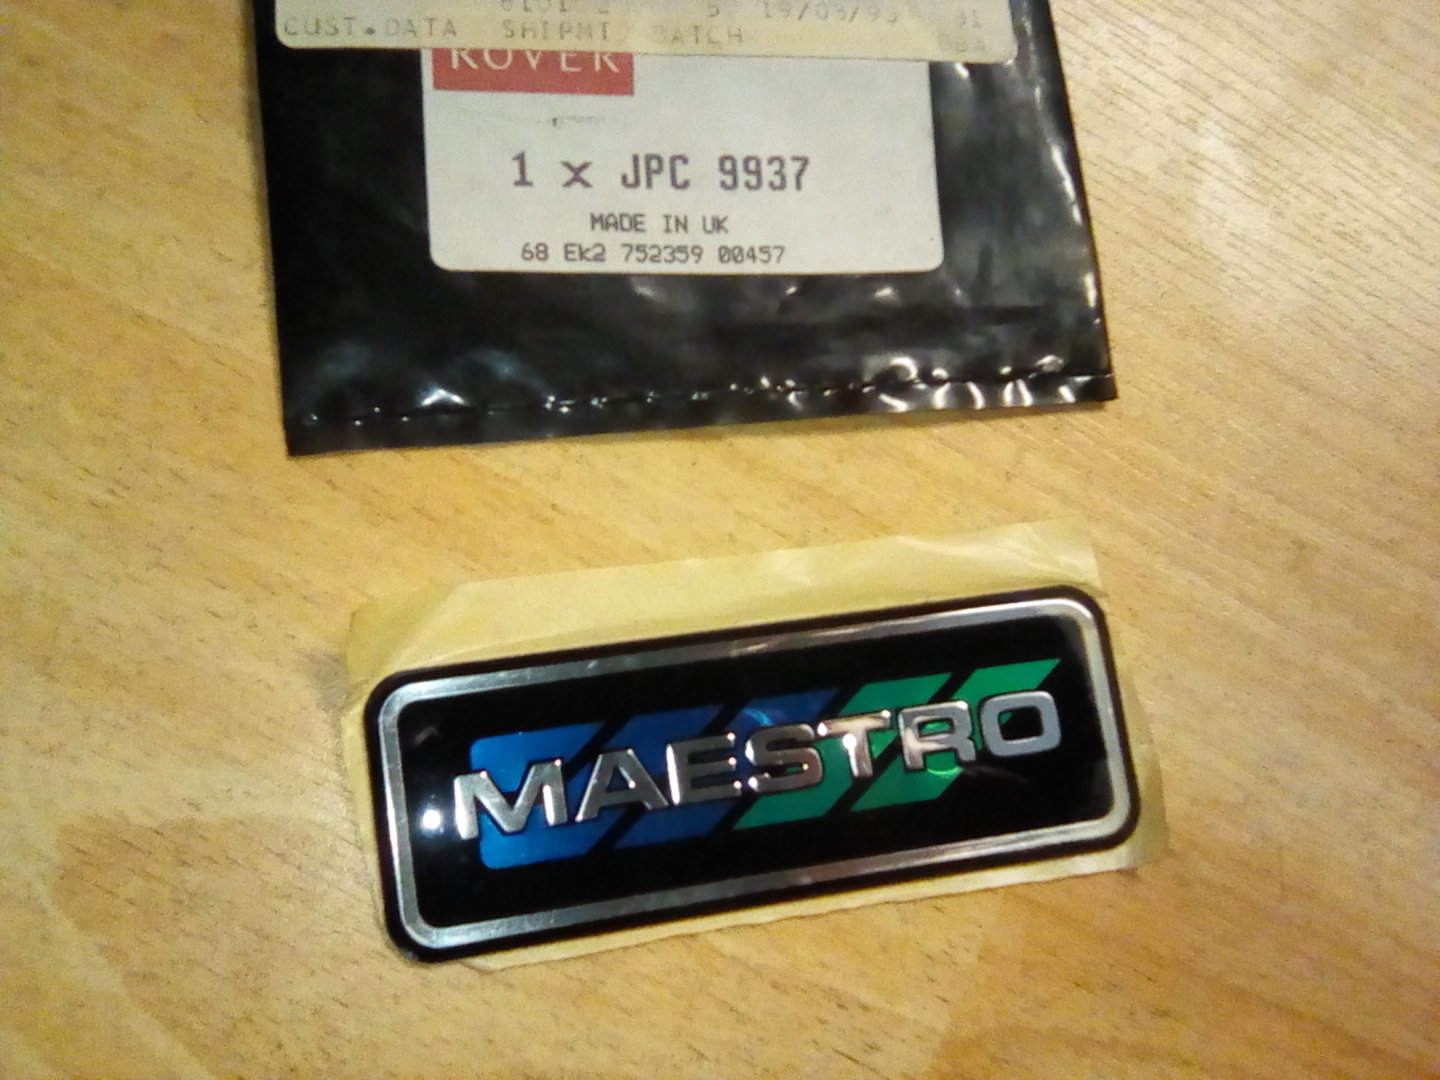 CUST.DATA SHIPMT BATCH
ROVER
1 x JPC 9937
MADE IN UK
68 Ek2 752359 00457
MAESTRO